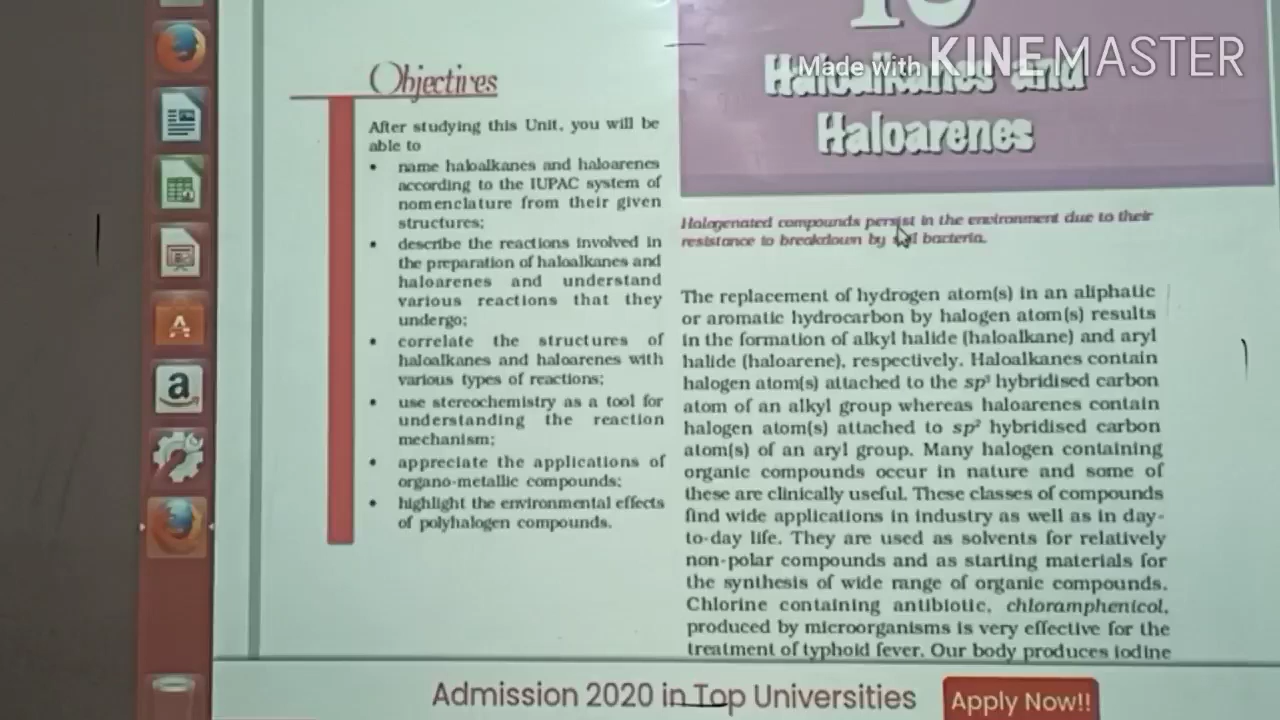 10
Haloalkanes and
Haloarenes
Made with KINEMASTER
Objectives
After studying this Unit, you will be
able to
• name haloalkanes and haloarenes
according to the IUPAC system of
nomenclature from their given
structures;
• describe the reactions involved in
the preparation of haloalkanes and
haloarenes and understand
various reactions that they
undergo;
• correlate the structures of
haloalkanes and haloarenes with
various types of reactions;
• use stereochemistry as a tool for
understanding the reaction
mechanism;
• appreciate the applications of
organo-metallic compounds;
• highlight the environmental effects
of polyhalogen compounds.
Halogenated compounds persist in the environment due to their
resistance to breakdown by soil bacteria.
The replacement of hydrogen atom(s) in an aliphatic
or aromatic hydrocarbon by halogen atom(s) results
in the formation of alkyl halide (haloalkane) and aryl
halide (haloarene), respectively. Haloalkanes contain
halogen atom(s) attached to the sp³ hybridised carbon
atom of an alkyl group whereas haloarenes contain
halogen atom(s) attached to sp² hybridised carbon
atom(s) of an aryl group. Many halogen containing
organic compounds occur in nature and some of
these are clinically useful. These classes of compounds
find wide applications in industry as well as in day-
to-day life. They are used as solvents for relatively
non-polar compounds and as starting materials for
the synthesis of wide range of organic compounds.
Chlorine containing antibiotic, chloramphenicol,
produced by microorganisms is very effective for the
treatment of typhoid fever. Our body produces iodine
Admission 2020 in Top Universities
Apply Now!!
A
a